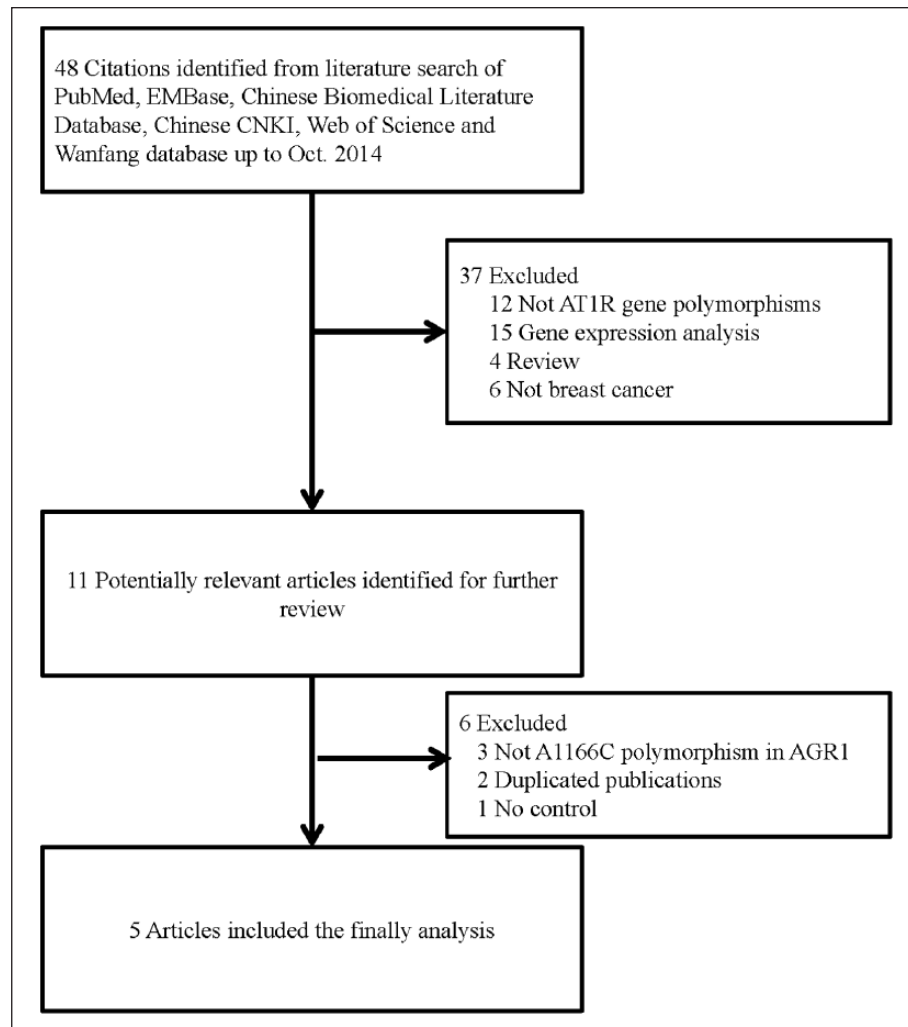 48 Citations identified from literature search of
PubMed, EMBase, Chinese Biomedical Literature
Database, Chinese CNKI, Web of Science and
Wanfang database up to Oct. 2014
37 Excluded
12 Not AT1R gene polymorphisms
15 Gene expression analysis
4 Review
6 Not breast cancer
11 Potentially relevant articles identified for further
review
6 Excluded
3 Not A1166C polymorphism in AGR1
2 Duplicated publications
1 No control
5 Articles included the finally analysis